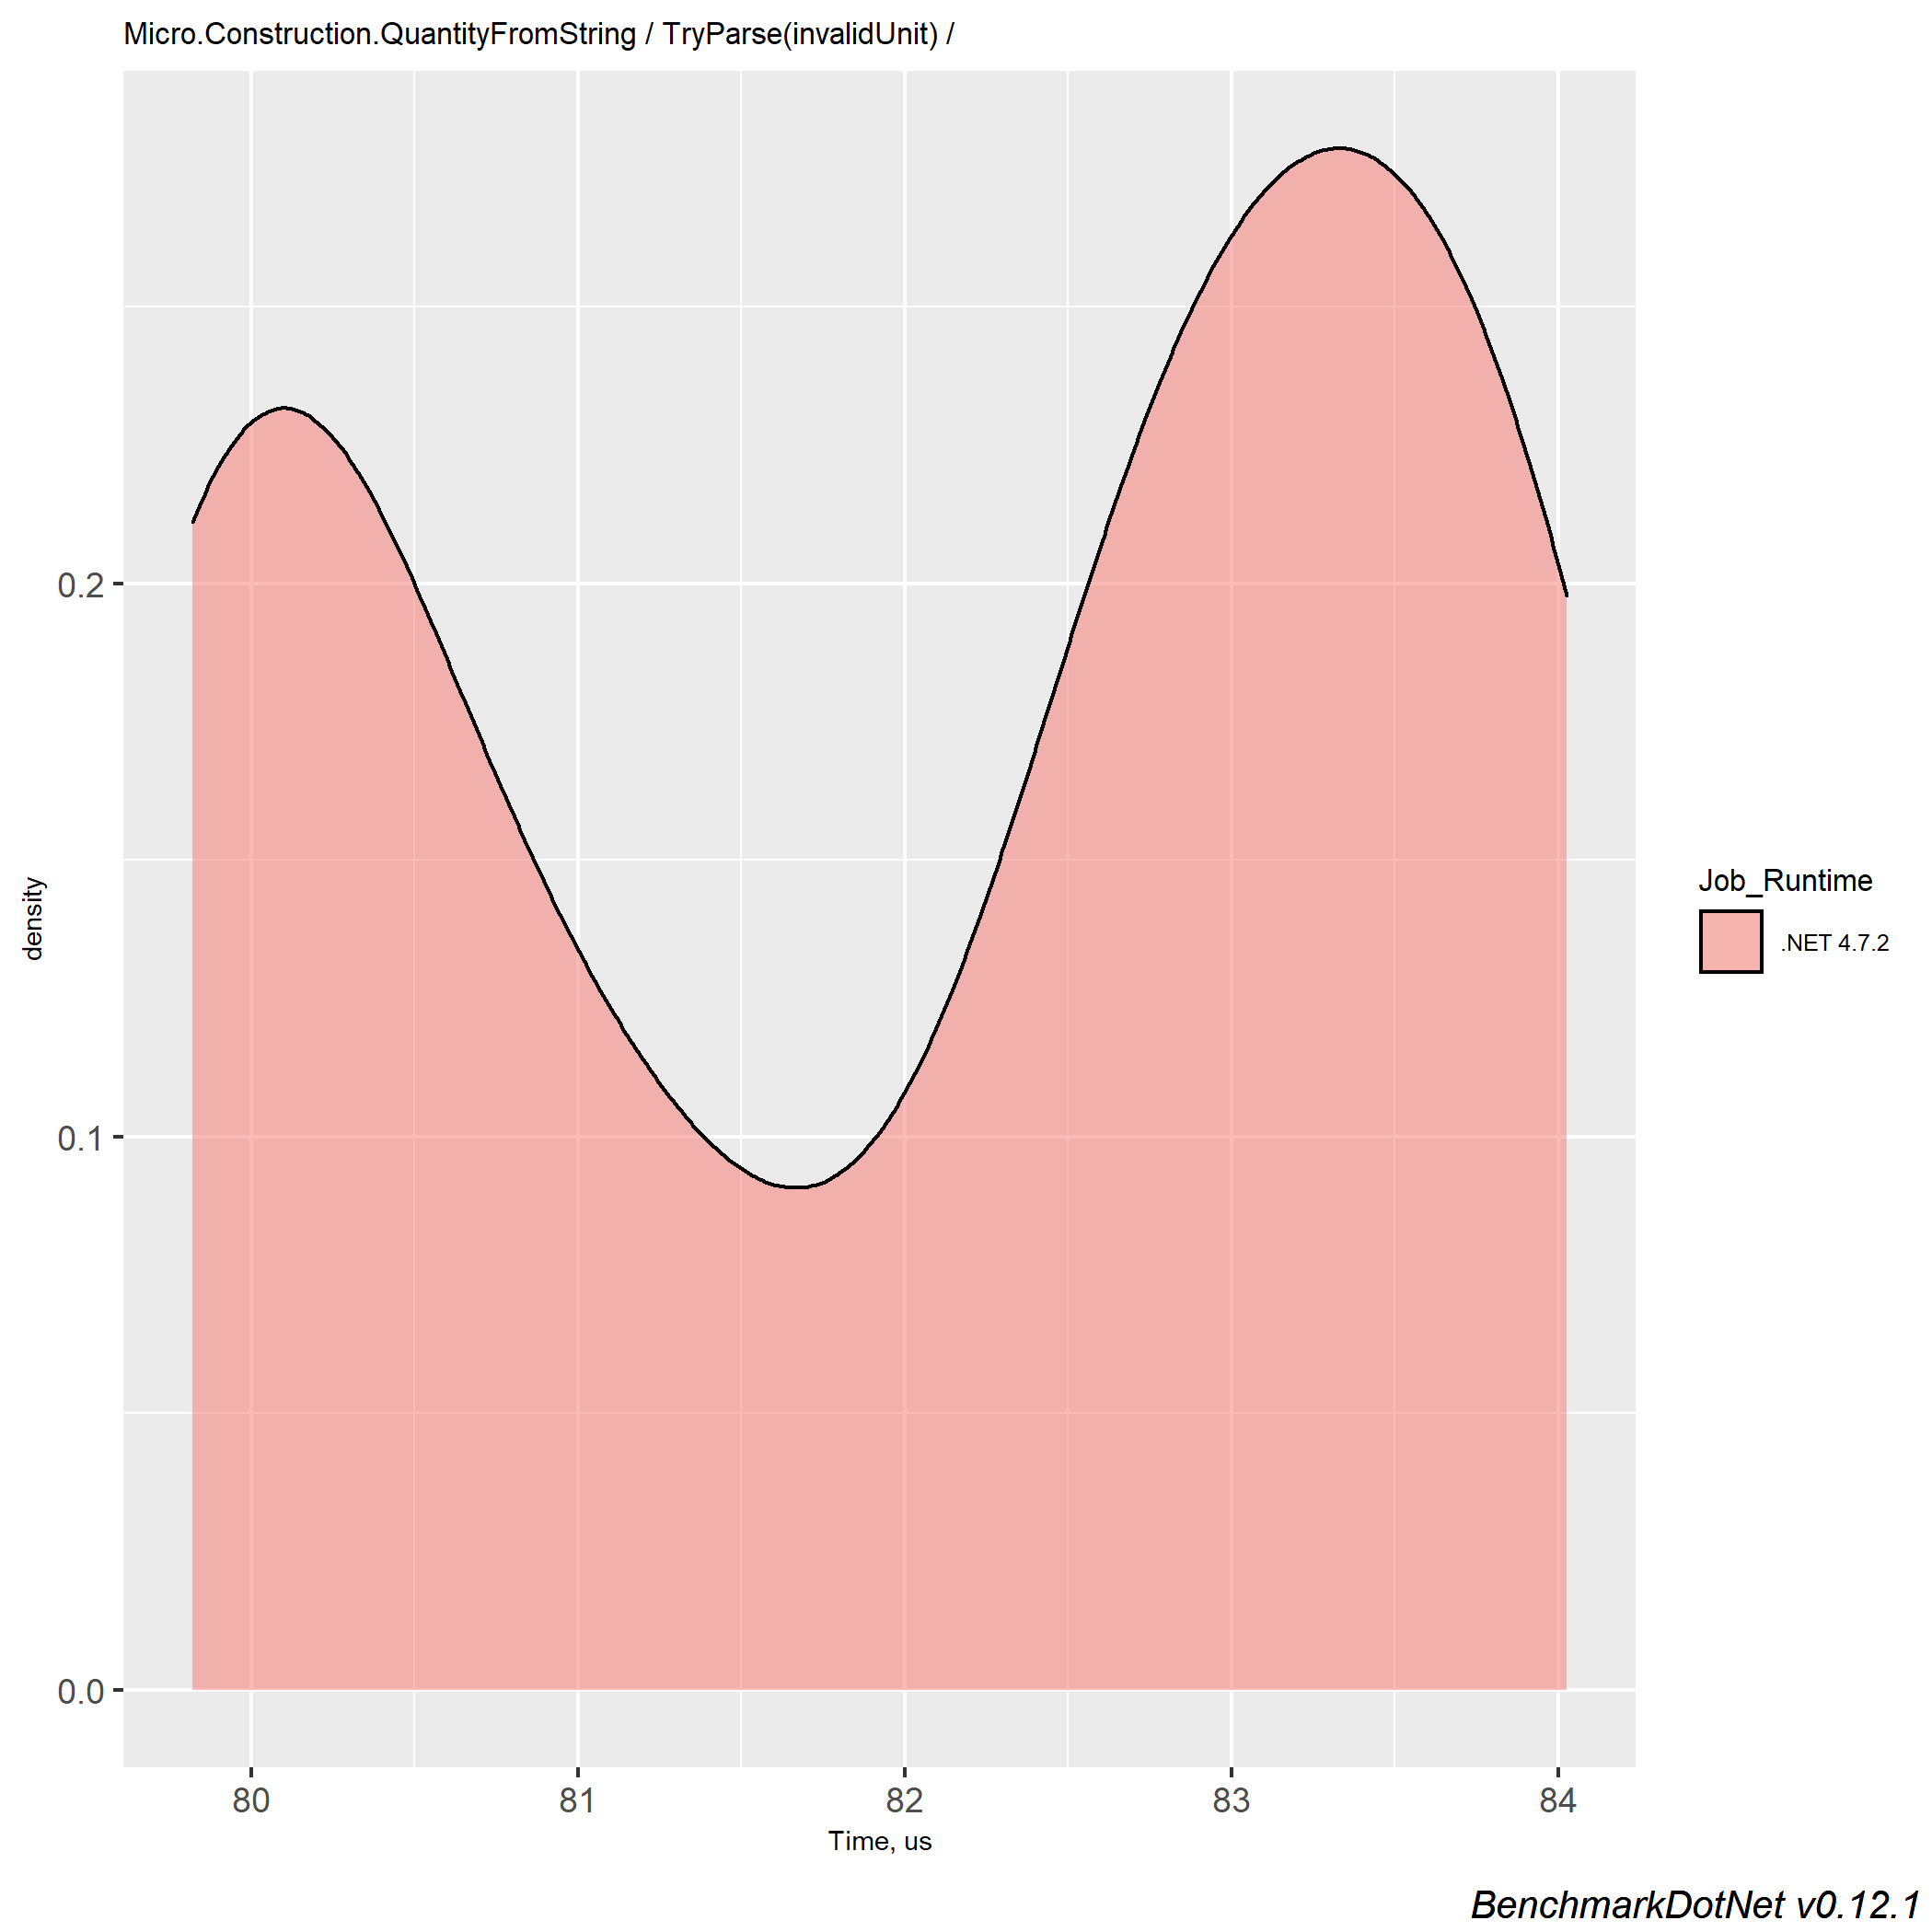 Micro.Construction.QuantityFromString / TryParse(invalidUnit) /
0.2
0.1
0.0
density
80 81 82 83 84
Time, us
Job_Runtime
.NET 4.7.2
BenchmarkDotNet v0.12.1